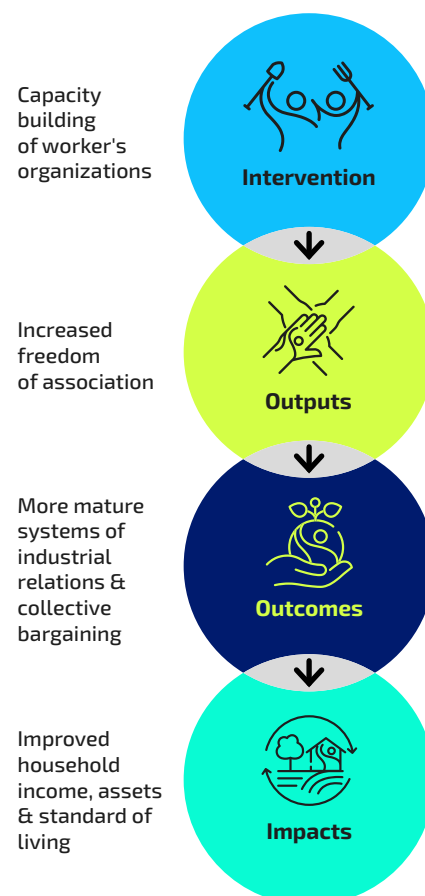 Capacity
building
of worker's
organizations
Intervention
Increased
freedom
of association
Outputs
More mature
systems of
industrial
relations &
collective
bargaining
Outcomes
Improved
household
income, assets
& standard of
living
Impacts